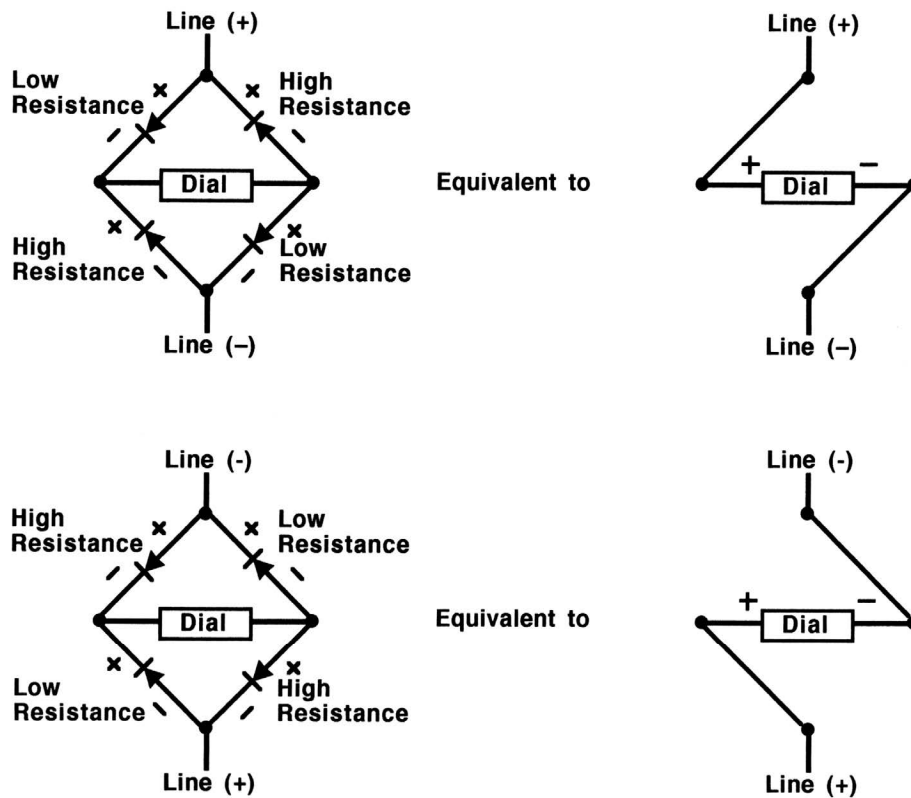 Line (+)
Low
Resistance
High
Resistance
Dial
High
Resistance
Low
Resistance
Line (–)
Equivalent to
Line (+)
+
–
Dial
Line (–)
Line (-)
High
Resistance
Low
Resistance
Dial
Low
Resistance
High
Resistance
Line (+)
Equivalent to
Line (-)
+
–
Dial
Line (+)